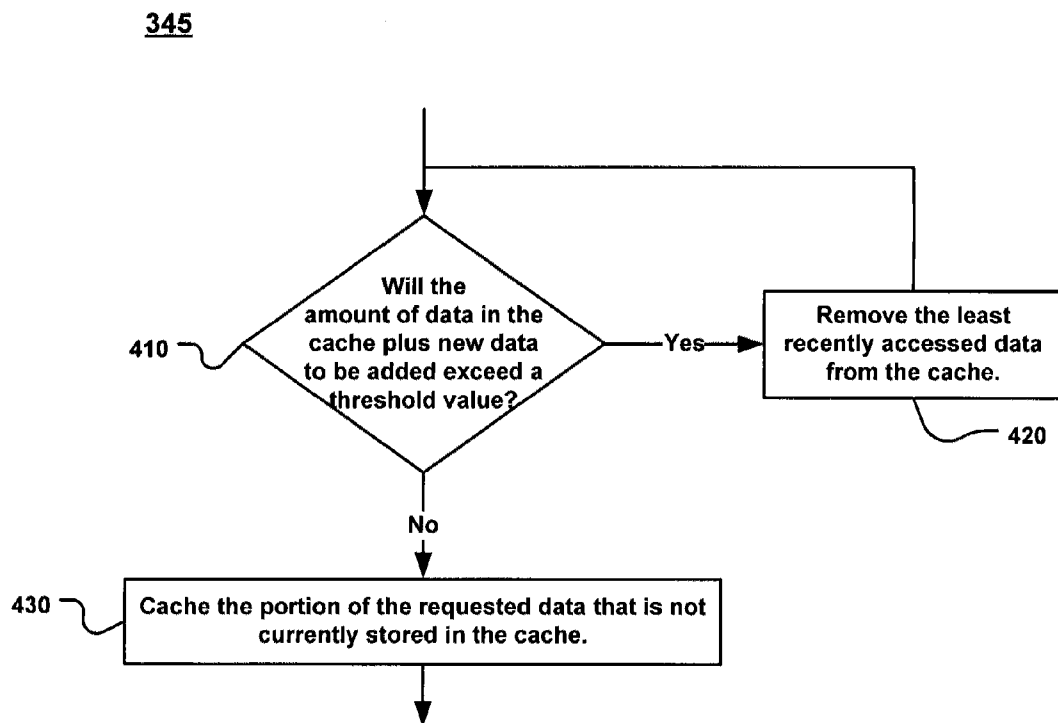 345
Will the
amount of data in the
cache plus new data
to be added exceed a
threshold value?
410
Yes
Remove the least
recently accessed data
from the cache.
420
No
430
Cache the portion of the requested data that is not
currently stored in the cache.